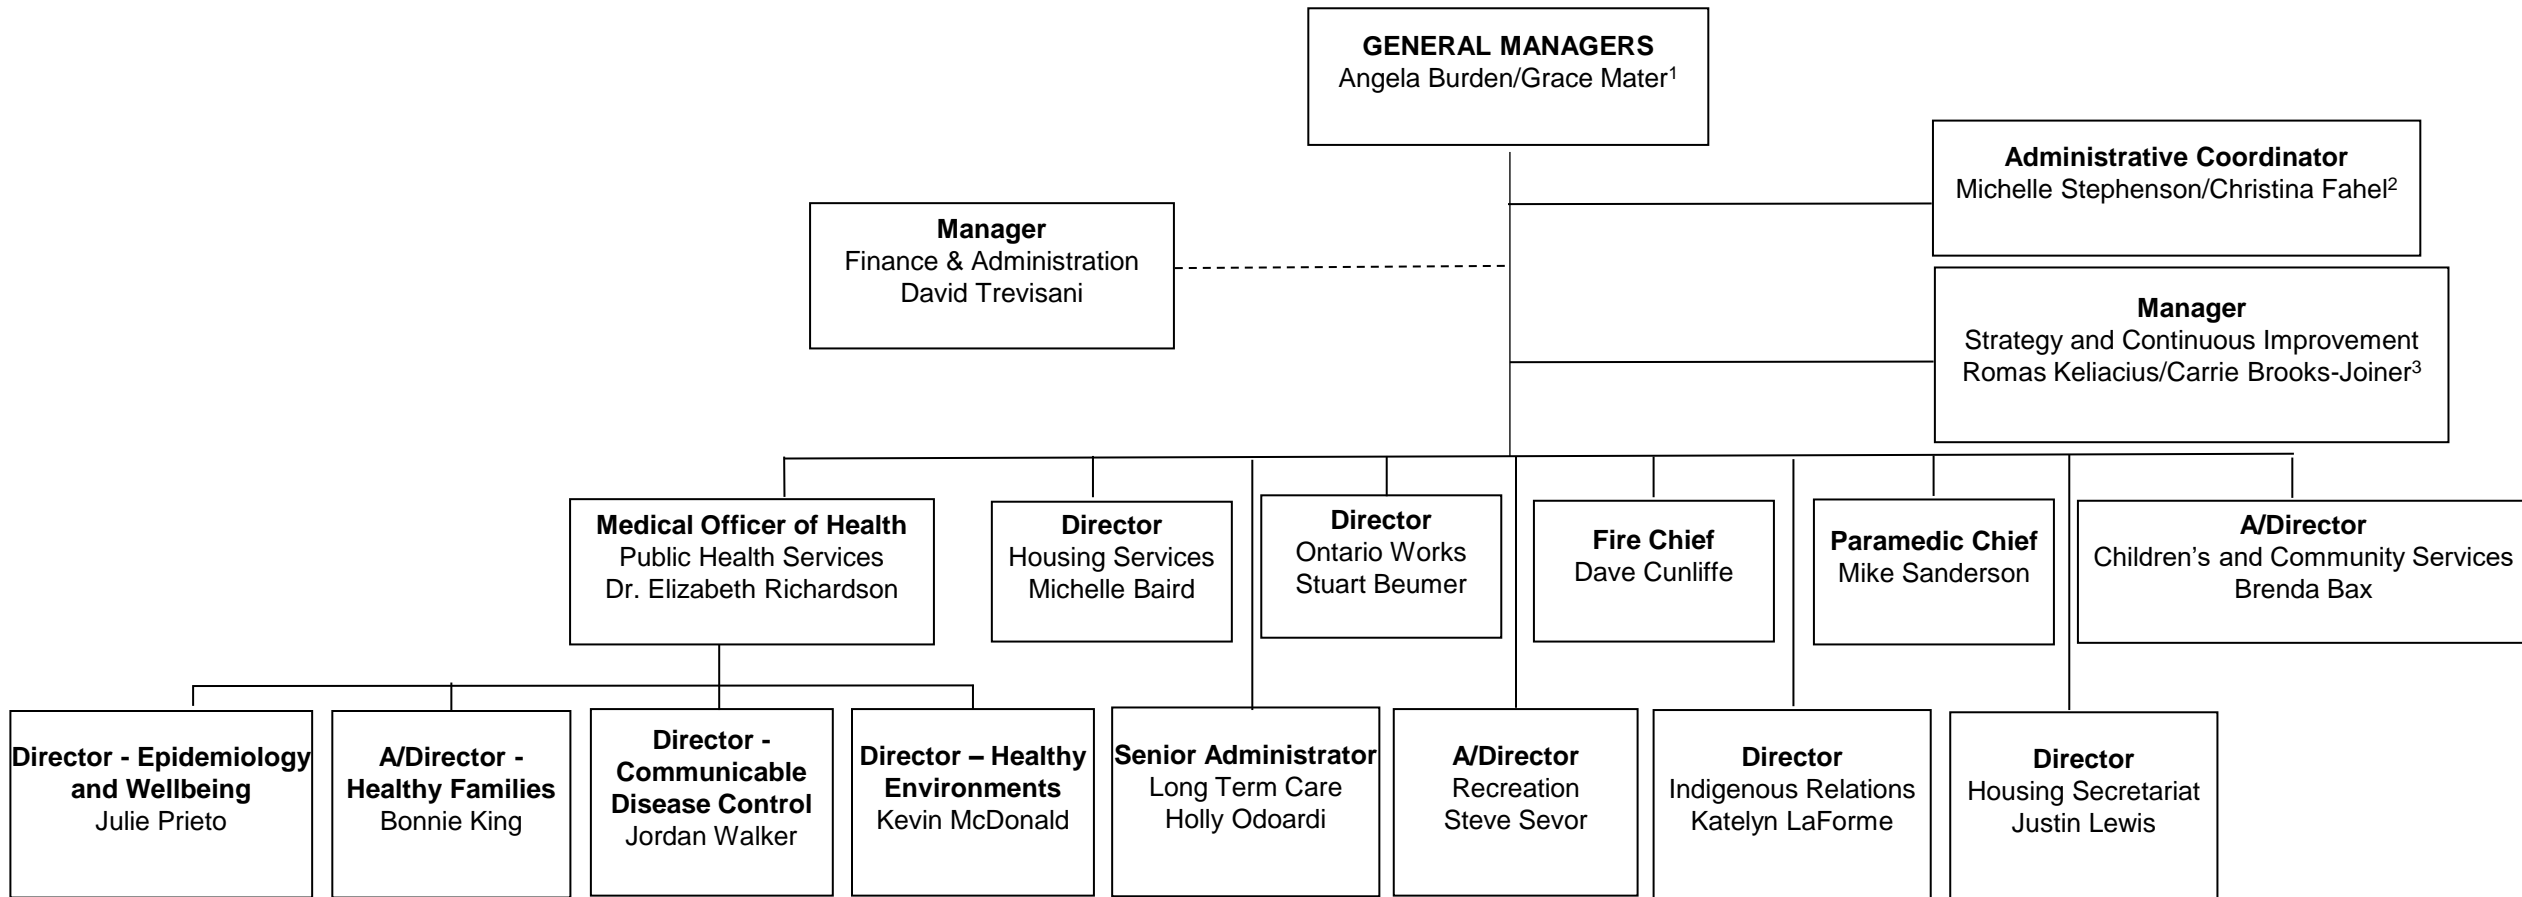 GENERAL MANAGERS
Angela Burden/Grace Mater¹
Administrative Coordinator
Michelle Stephenson/Christina Fahel²
Manager
Finance & Administration
David Trevisani
Manager
Strategy and Continuous Improvement
Romas Keliacius/Carrie Brooks-Joiner³
Medical Officer of Health
Public Health Services
Dr. Elizabeth Richardson
Director
Housing Services
Michelle Baird
Director
Ontario Works
Stuart Beumer
Fire Chief
Dave Cunliffe
Paramedic Chief
Mike Sanderson
A/Director
Children’s and Community Services
Brenda Bax
Director - Epidemiology
and Wellbeing
Julie Prieto
A/Director -
Healthy Families
Bonnie King
Director -
Communicable
Disease Control
Jordan Walker
Director – Healthy
Environments
Kevin McDonald
Senior Administrator
Long Term Care
Holly Odoardi
A/Director
Recreation
Steve Sevor
Director
Indigenous Relations
Katelyn LaForme
Director
Housing Secretariat
Justin Lewis